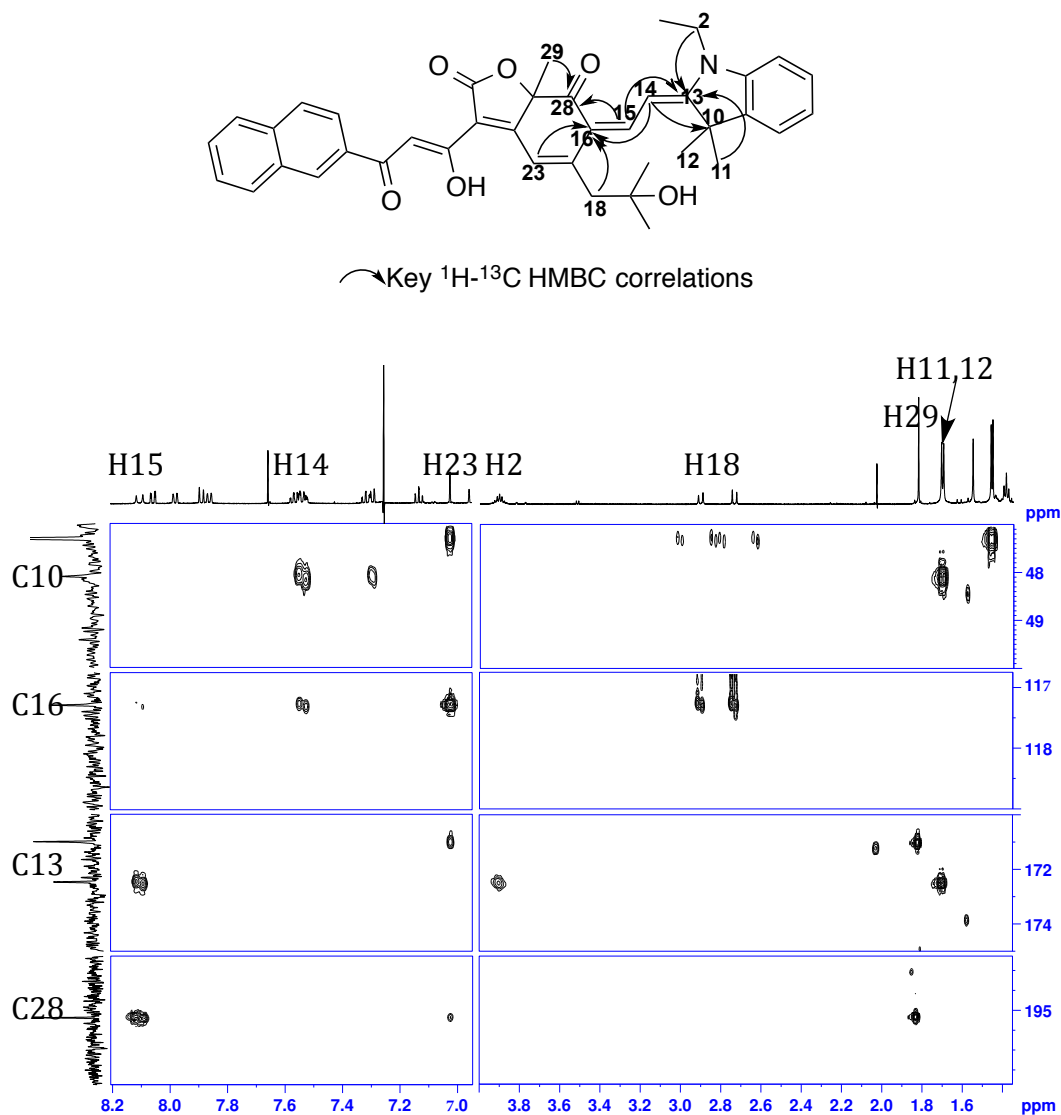 2
29
O
O
O
N
O
14
13
28
15
10
16
12
11
23
OH
O
OH
18
Key ¹H-¹³C HMBC correlations
H11,12
H29
H15 H14 H23 H2 H18
ppm
C10 48
49
C16 117
118
C13 172
174
C28 195
8.2 8.0 7.8 7.6 7.4 7.2 7.0 3.8 3.6 3.4 3.2 3.0 2.8 2.6 2.4 2.2 2.0 1.8 1.6 ppm